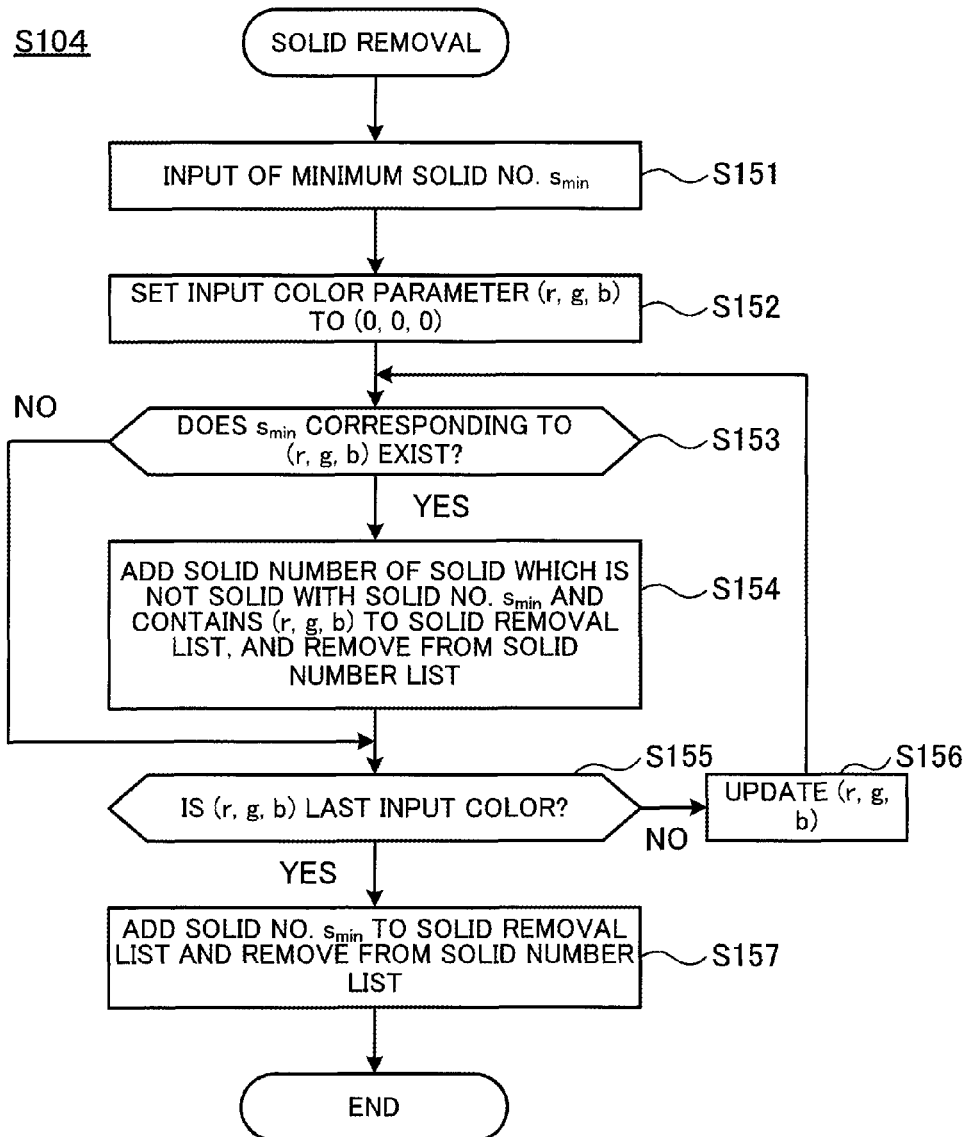 S104
SOLID REMOVAL
INPUT OF MINIMUM SOLID NO. smin
S151
SET INPUT COLOR PARAMETER (r, g, b)
TO (0, 0, 0)
S152
NO
DOES smin CORRESPONDING TO
(r, g, b) EXIST?
S153
YES
ADD SOLID NUMBER OF SOLID WHICH IS
NOT SOLID WITH SOLID NO. smin AND
CONTAINS (r, g, b) TO SOLID REMOVAL
LIST, AND REMOVE FROM SOLID
NUMBER LIST
S154
S155
IS (r, g, b) LAST INPUT COLOR?
NO
S156
UPDATE (r, g,
b)
YES
ADD SOLID NO. smin TO SOLID REMOVAL
LIST AND REMOVE FROM SOLID NUMBER
LIST
S157
END